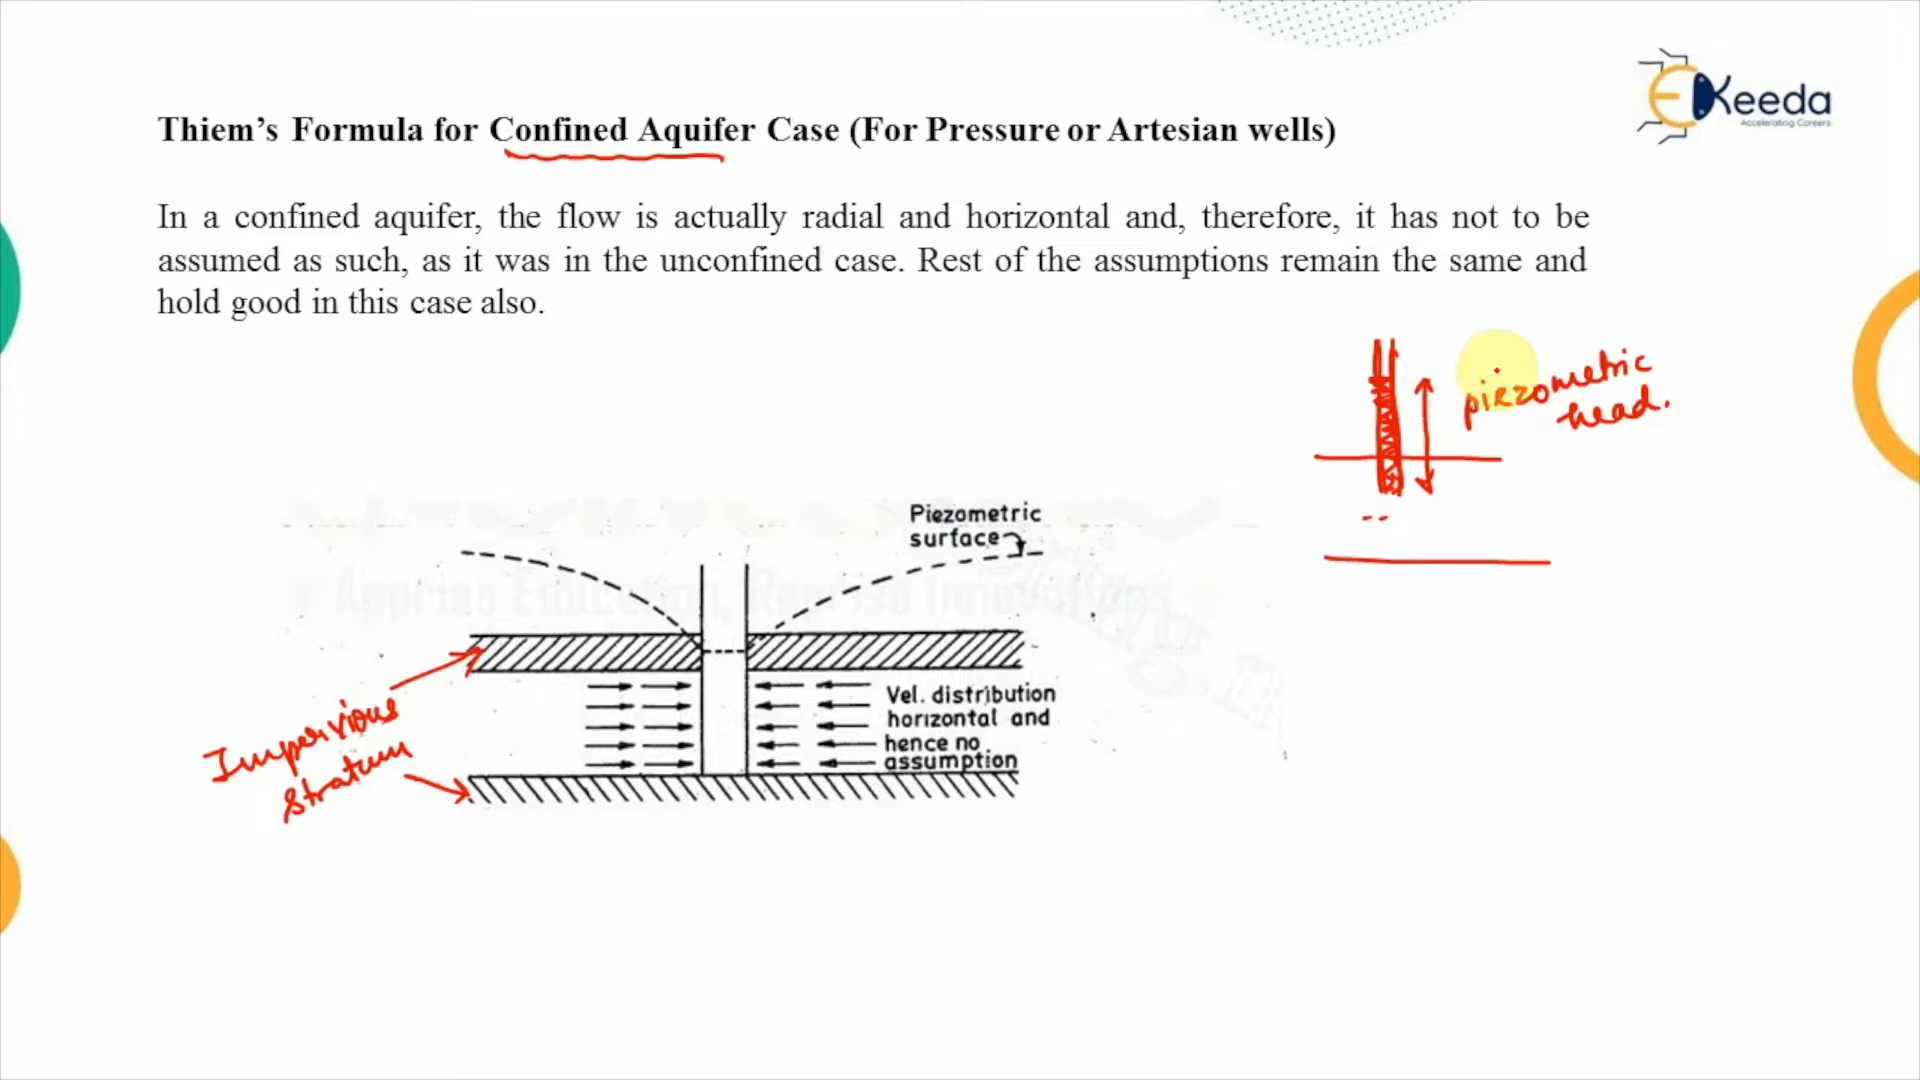 Keeda
Accelerating Careers
Thiem's Formula for Confined Aquifer Case (For Pressure or Artesian wells)
In a confined aquifer, the flow is actually radial and horizontal and, therefore, it has not to be
assumed as such, as it was in the unconfined case. Rest of the assumptions remain the same and
hold good in this case also.
piezometric
head.
Piezometric
surface
Vel. distribution
horizontal and
hence no
assumption
Impervious
stratum